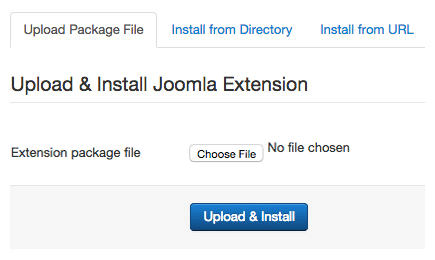 Upload Package File Install from Directory Install from URL
Upload & Install Joomla Extension
Extension package file Choose File No file chosen
Upload & Install